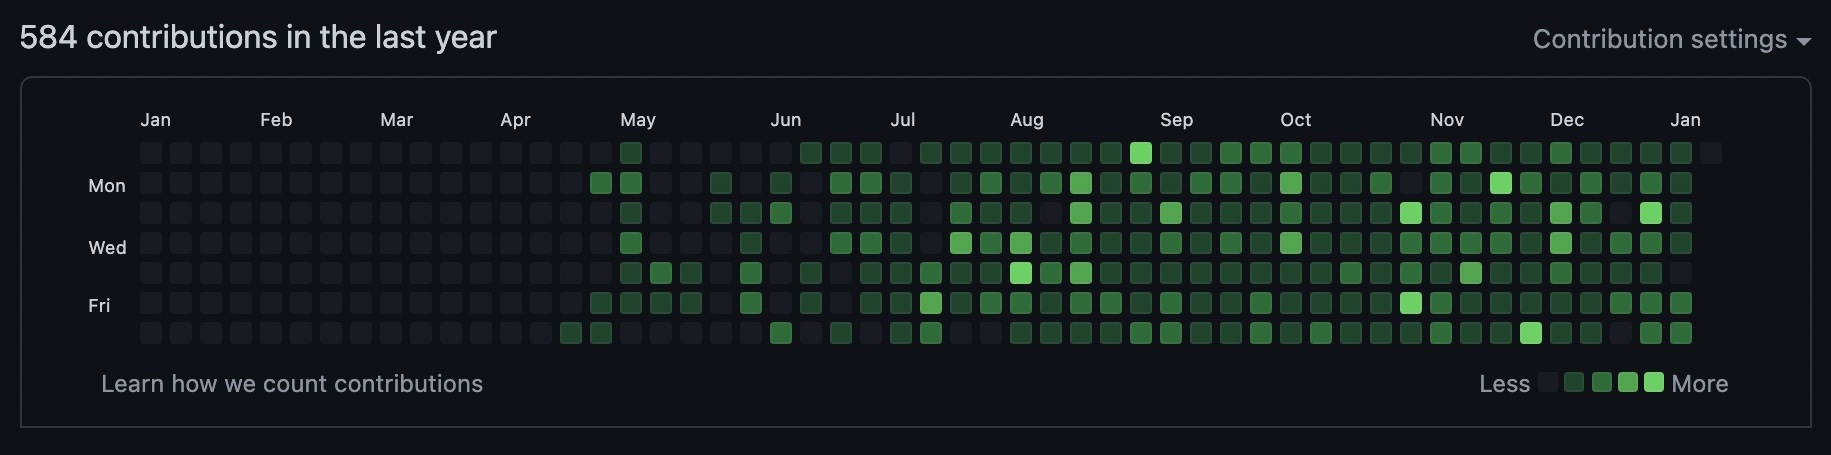 584 contributions in the last year
Contribution settings
Jan Feb Mar Apr May Jun Jul Aug Sep Oct Nov Dec Jan
Mon
Wed
Fri
Learn how we count contributions
Less More